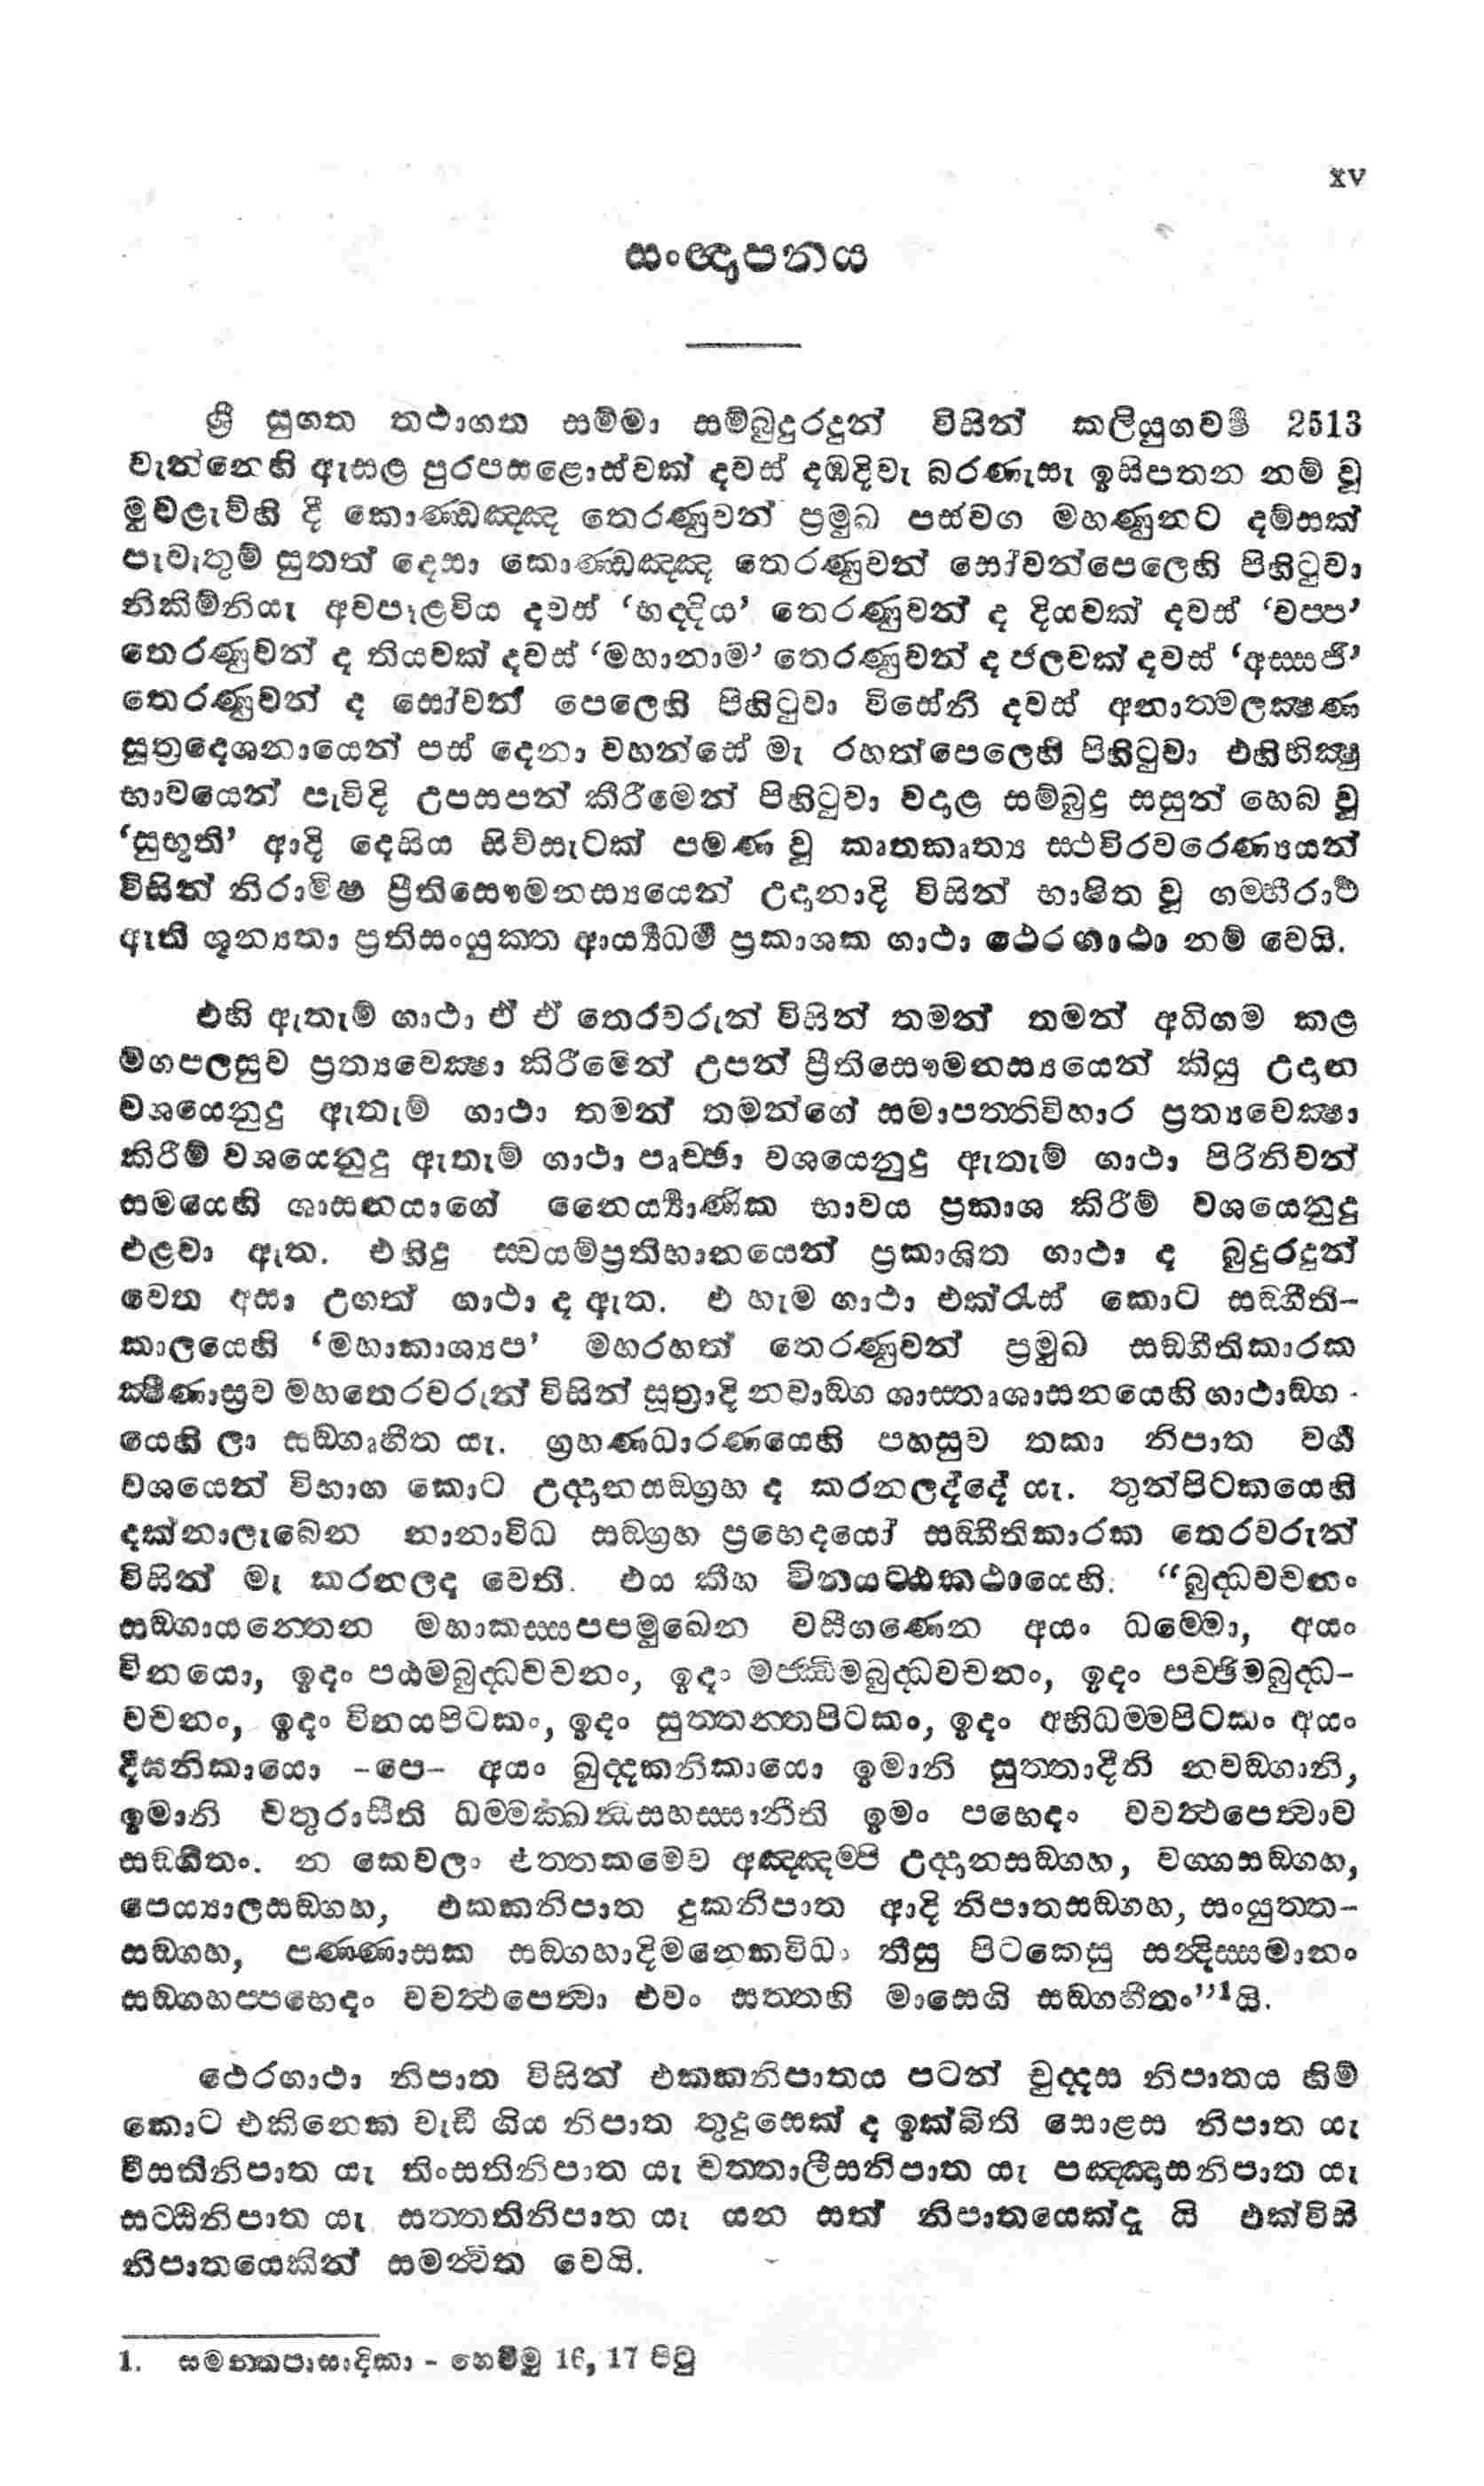 xv
සංඥාපනය
ශ්‍රී සුගත තථාගත සම්මා සම්බුදුරදුන් විසින් කලියුගවර්‍ෂ 2513
වැන්නෙහි ඇසළ පුරපසළොස්වක් දවස් දඹදිවැ බරණැසැ ඉසිපතන නම් වූ
මුවළැව්හි දී කොණ්ඩඤ්ඤ තෙරණුවන් ප්‍රමුඛ පස්වග මහණුනට දම්සක්
පැවැතුම් සුතත් දෙසා කොණ්ඩඤ්ඤ තෙරණුවන් සෝවන්පෙලෙහි පිහිටුවා
නිකිම්නියැ අවපෑළවිය දවස් ‘භද්දිය’ තෙරණුවන් ද දියවක් දවස් ‘වප්ප’
තෙරණුවන් ද තියවක් දවස් ‘මහානාම’ තෙරණුවන් ද ජලවක් දවස් ‘අස්සජි’
තෙරණුවන් ද සෝවන් පෙලෙහි පිහිටුවා විසේනි දවස් අනාත්මලක්‍ෂණ
සූත්‍රදෙශනායෙන් පස් දෙනා වහන්සේ මැ රහත්පෙලෙහි පිහිටුවා එහිභික්‍ෂු
භාවයෙන් පැවිදි උපසපන් කිරීමෙන් පිහිටුවා වදාළ සම්බුදු සසුන් හෙබ වූ
‘සුභූති’ ආදි දෙසිය සිව්සැටක් පමණ වූ කෘතකෘත්‍ය ස්ථවිරවරෙණ්‍යයන්
විසින් නිරාමිෂ ප්‍රීතිසෞමනස්‍යයෙන් උදානාදි විසින් භාෂිත වූ ගම්භීරාර්‍ථ
ඇති ශුන්‍යතා ප්‍රතිසංයුක්ත ආර්‍ය්‍යධර්‍ම ප්‍රකාශක ගාථා ථෙරගාථා නම් වෙයි.
එහි ඇතැම් ගාථා ඒ ඒ තෙරවරුන් විසින් තමන් තමන් අධිගම කළ
මගපලසුව ප්‍රත්‍යවෙක්‍ෂා කිරීමෙන් උපන් ප්‍රීතිසෞමනස්‍යයෙන් කියු උදාන
වශයෙනුදු ඇතැම් ගාථා තමන් තමන්ගේ සමාපත්තිවිහාර ප්‍රත්‍යවෙක්‍ෂා
කිරීම් වශයෙනුදු ඇතැම් ගාථා පෘච්ඡා වශයෙනුදු ඇතැම් ගාථා පිරිනිවන්
සමයෙහි ශාසනයාගේ නෛර්‍ය්‍යාණික භාවය ප්‍රකාශ කිරීම් වශයෙනුදු
එළවා ඇත. එහිදු ස්වයම්ප්‍රතිභානයෙන් ප්‍රකාශිත ගාථා ද බුදුරදුන්
වෙත අසා උගත් ගාථා ද ඇත. එ හැම ගාථා එක්රැස් කොට සඞ්ගීති-
කාලයෙහි ‘මහාකාශ්‍යප’ මහරහත් තෙරණුවන් ප්‍රමුඛ සඞ්ගීතිකාරක
ක්‍ෂීණාස්‍රව මහතෙරවරුන් විසින් සූත්‍රාදි නවාඞ්ග ශාස්තෘශාසනයෙහි ගාථාඞ්ග-
යෙහි ලා සඞ්ගෘහීත යැ. ග්‍රහණධාරණයෙහි පහසුව තකා නිපාත වර්‍ග
වශයෙන් විභාග කොට උද්දානසඞ්ග්‍රහ ද කරනලද්දේ යැ. තුන්පිටකයෙහි
දක්නාලැබෙන නානාවිධ සඞ්ග්‍රහ ප්‍රභෙදයෝ සඞ්ගීතිකාරක තෙරවරුන්
විසින් මැ කරනලද වෙති. එය කීහ විනයට්ඨකථායෙහි: “බුද්ධවචනං
සඞ්ගායන්තෙන මහාකස්සපපමුඛෙන වසීගණෙන අයං ධම්මො, අයං
විනයො, ඉදං පඨමබුද්ධවචනං, ඉදං මජ්ඣිමබුද්ධවචනං, ඉදං පච්ඡිමබුද්ධ-
වචනං, ඉදං විනයපිටකං, ඉදං සුත්තන්තපිටකං, ඉදං අභිධම්මපිටකං අයං
දීඝනිකායො -පෙ- අයං ඛුද්දකනිකායො ඉමානි සුත්තාදීනි නවඞ්ගානි,
ඉමානි චතුරාසීති ධම්මක්ඛන්ධසහස්සානීති ඉමං පභෙදං වවත්ථපෙත්වාව
සඞ්ගීතං. න කෙවලං එත්තකමෙව අඤ්ඤම්පි උද්දානසඞ්ගහ, වග්ගසඞ්ගහ,
පෙය්‍යාලසඞ්ගහ, එකකනිපාත දුකනිපාත ආදි නිපාතසඞ්ගහ, සංයුත්ත-
සඞ්ගහ, පණ්ණාසක සඞ්ගහාදිමනෙකවිධං තීසු පිටකෙසු සන්දිස්සමානං
සඞ්ගහප්පභෙදං වවත්ථපෙත්වා එවං සත්තහි මාසෙහි සඞ්ගහීතං”¹යි.
ථෙරගාථා නිපාත විසින් එකකනිපාතය පටන් චුද්දස නිපාතය හිම්
කොට එකිනෙක වැඩී ගිය නිපාත තුදුසෙක් ද ඉක්බිති සොළස නිපාත යැ
වීසතිනිපාත යැ තිංසතිනිපාත යැ චත්තාලීසනිපාත යැ පඤ්ඤාසනිපාත යැ
සට්ඨිනිපාත යැ සත්තතිනිපාත යැ යන සත් නිපාතයෙක්ද යි එක්විසි
නිපාතයෙකින් සමන්විත වෙයි.
1. සමන්තපාසාදිකා - හෙවිමු 16, 17 පිටු